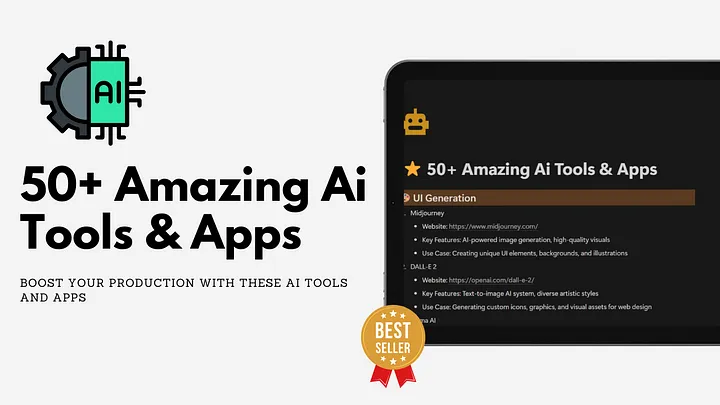 AI
50+ Amazing Ai
Tools & Apps
BOOST YOUR PRODUCTION WITH THESE AI TOOLS
AND APPS
50+ Amazing Ai Tools & Apps
UI Generation
Midjourney
Website: https://www.midjourney.com/
Key Features: AI-powered image generation, high-quality visuals
Use Case: Creating unique UI elements, backgrounds, and illustrations
DALL-E 2
Website: https://openai.com/dall-e-2/
Key Features: Text-to-image AI system, diverse artistic styles
Use Case: Generating custom icons, graphics, and visual assets for web design
AI
BEST
SELLER